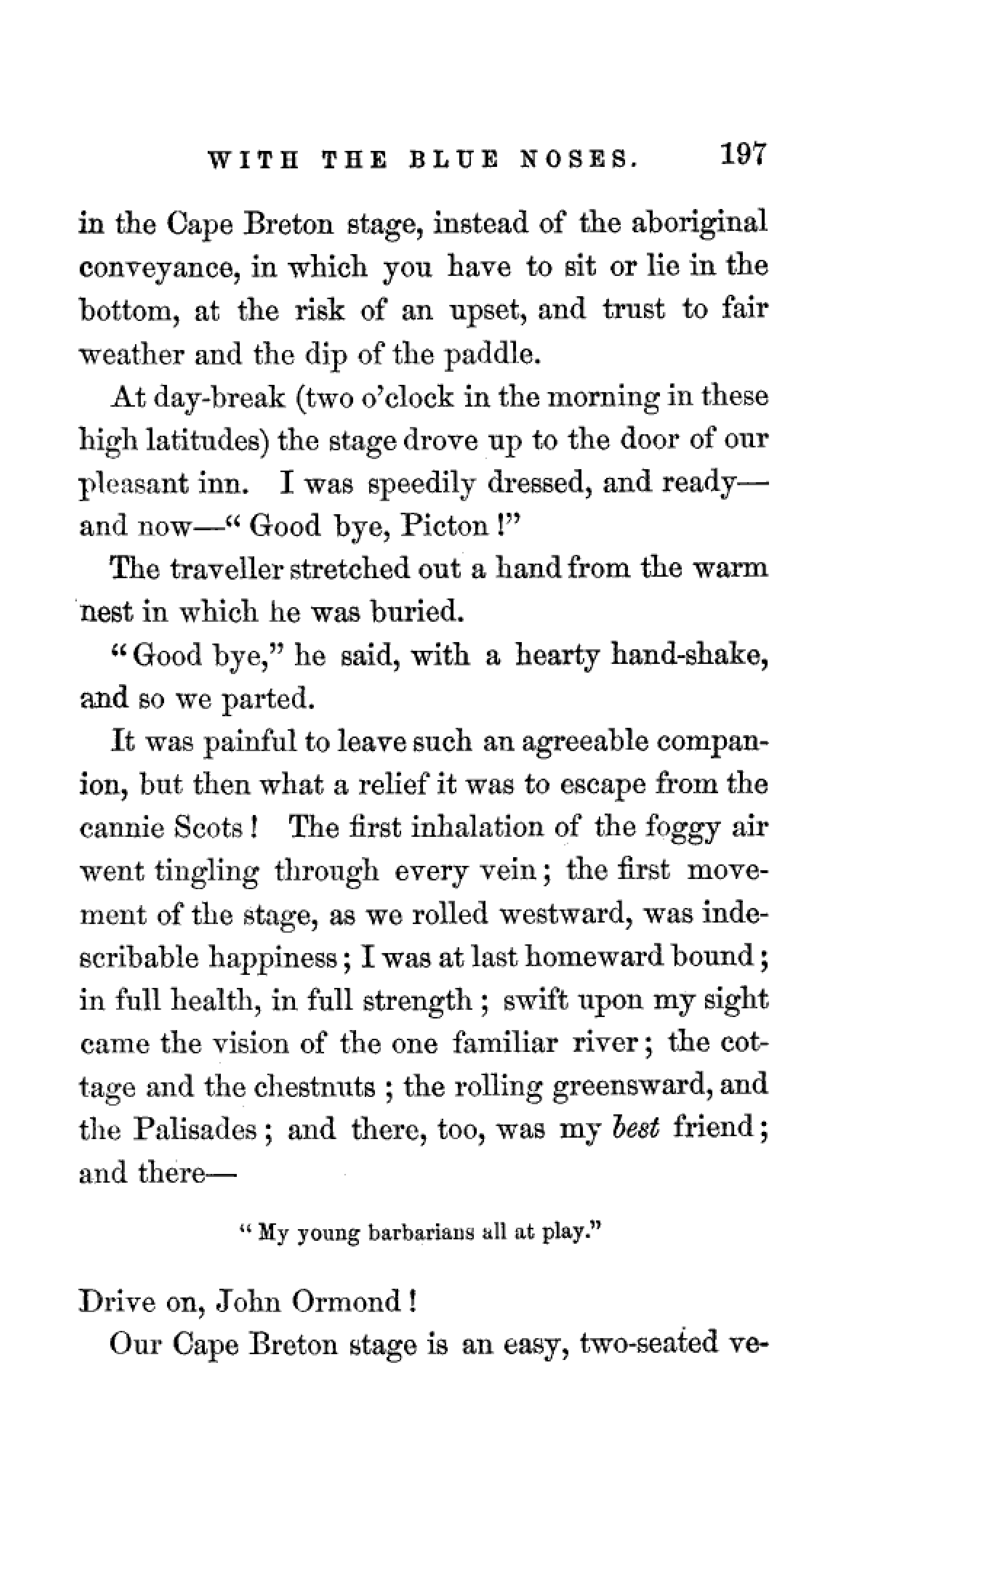 WITH THE BLUE NOSES. 197
in the Cape Breton stage, instead of the aboriginal
conveyance, in which you have to sit or lie in the
bottom, at the risk of an upset, and trust to fair
weather and the dip of the paddle.
At day-break (two o'clock in the morning in these
high latitudes) the stage drove up to the door of our
pleasant inn. I was speedily dressed, and ready—
and now—“ Good bye, Picton !”
The traveller stretched out a hand from the warm
nest in which he was buried.
“ Good bye,” he said, with a hearty hand-shake,
and so we parted.
It was painful to leave such an agreeable compan-
ion, but then what a relief it was to escape from the
cannie Scots ! The first inhalation of the foggy air
went tingling through every vein ; the first move-
ment of the stage, as we rolled westward, was inde-
scribable happiness ; I was at last homeward bound ;
in full health, in full strength ; swift upon my sight
came the vision of the one familiar river ; the cot-
tage and the chestnuts ; the rolling greensward, and
the Palisades ; and there, too, was my best friend ;
and there—
“ My young barbarians all at play.”
Drive on, John Ormond !
Our Cape Breton stage is an easy, two-seated ve-